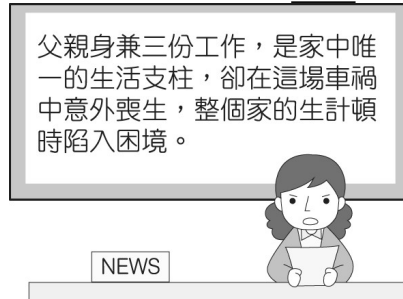 父親身兼三份工作，是家中唯
一的生活支柱，卻在這場車禍
中意外喪生，整個家的生計頓
時陷入困境。
NEWS